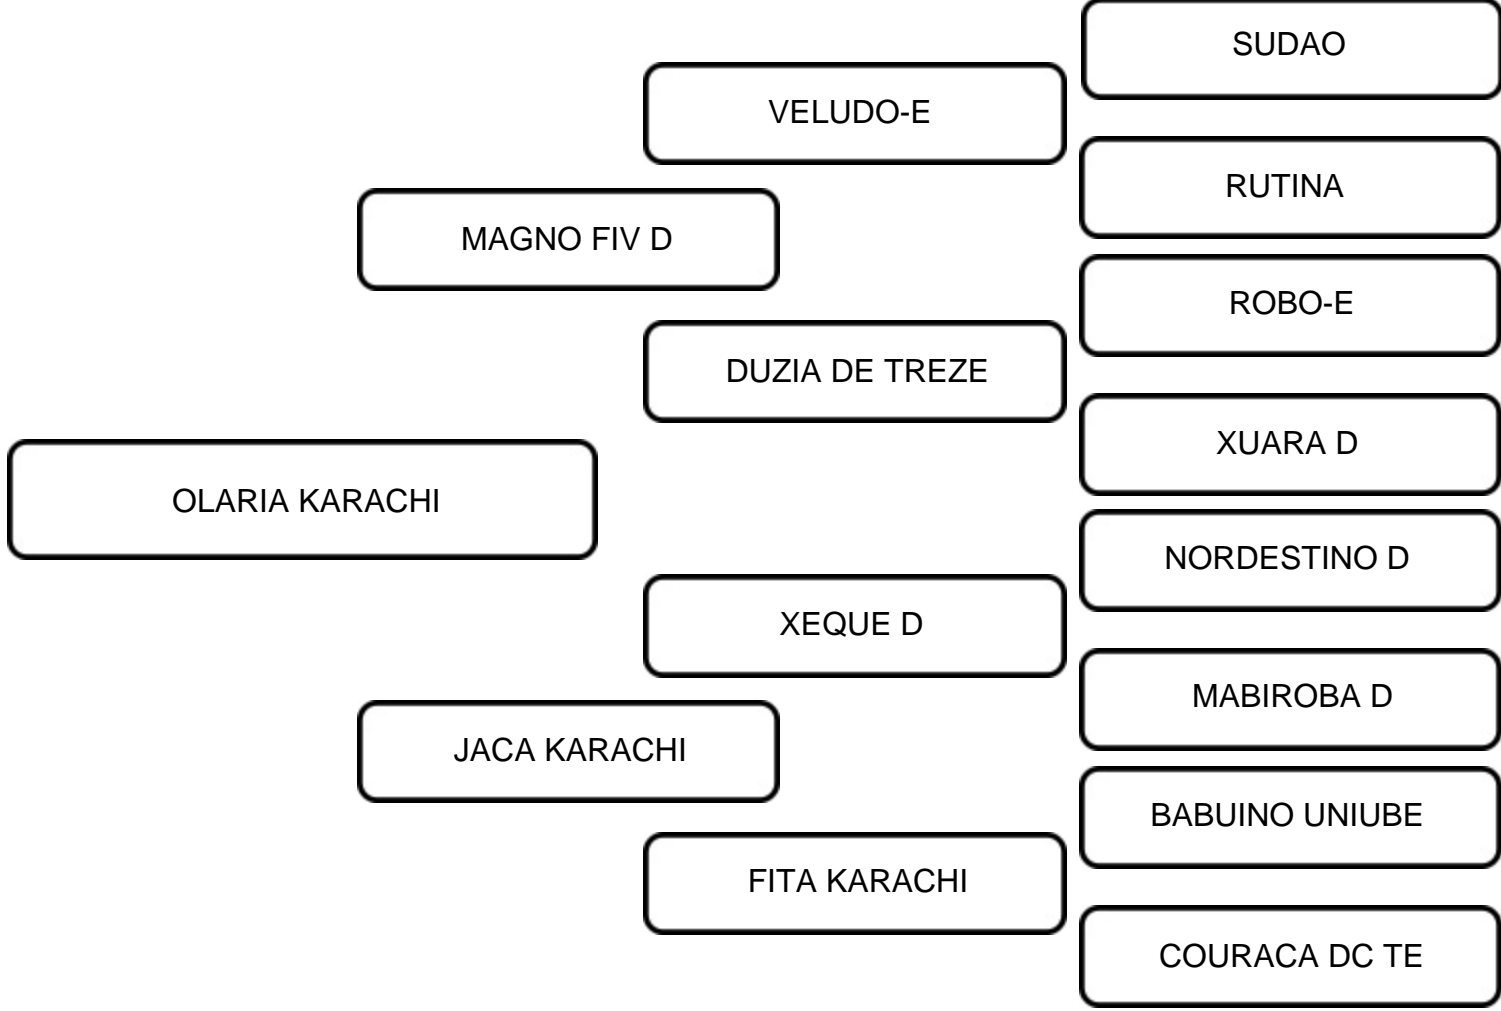 SUDAO
VELUDO-E
RUTINA
MAGNO FIV D
ROBO-E
DUZIA DE TREZE
XUARA D
OLARIA KARACHI
NORDESTINO D
XEQUE D
MABIROBA D
JACA KARACHI
BABUINO UNIUBE
FITA KARACHI
COURACA DC TE